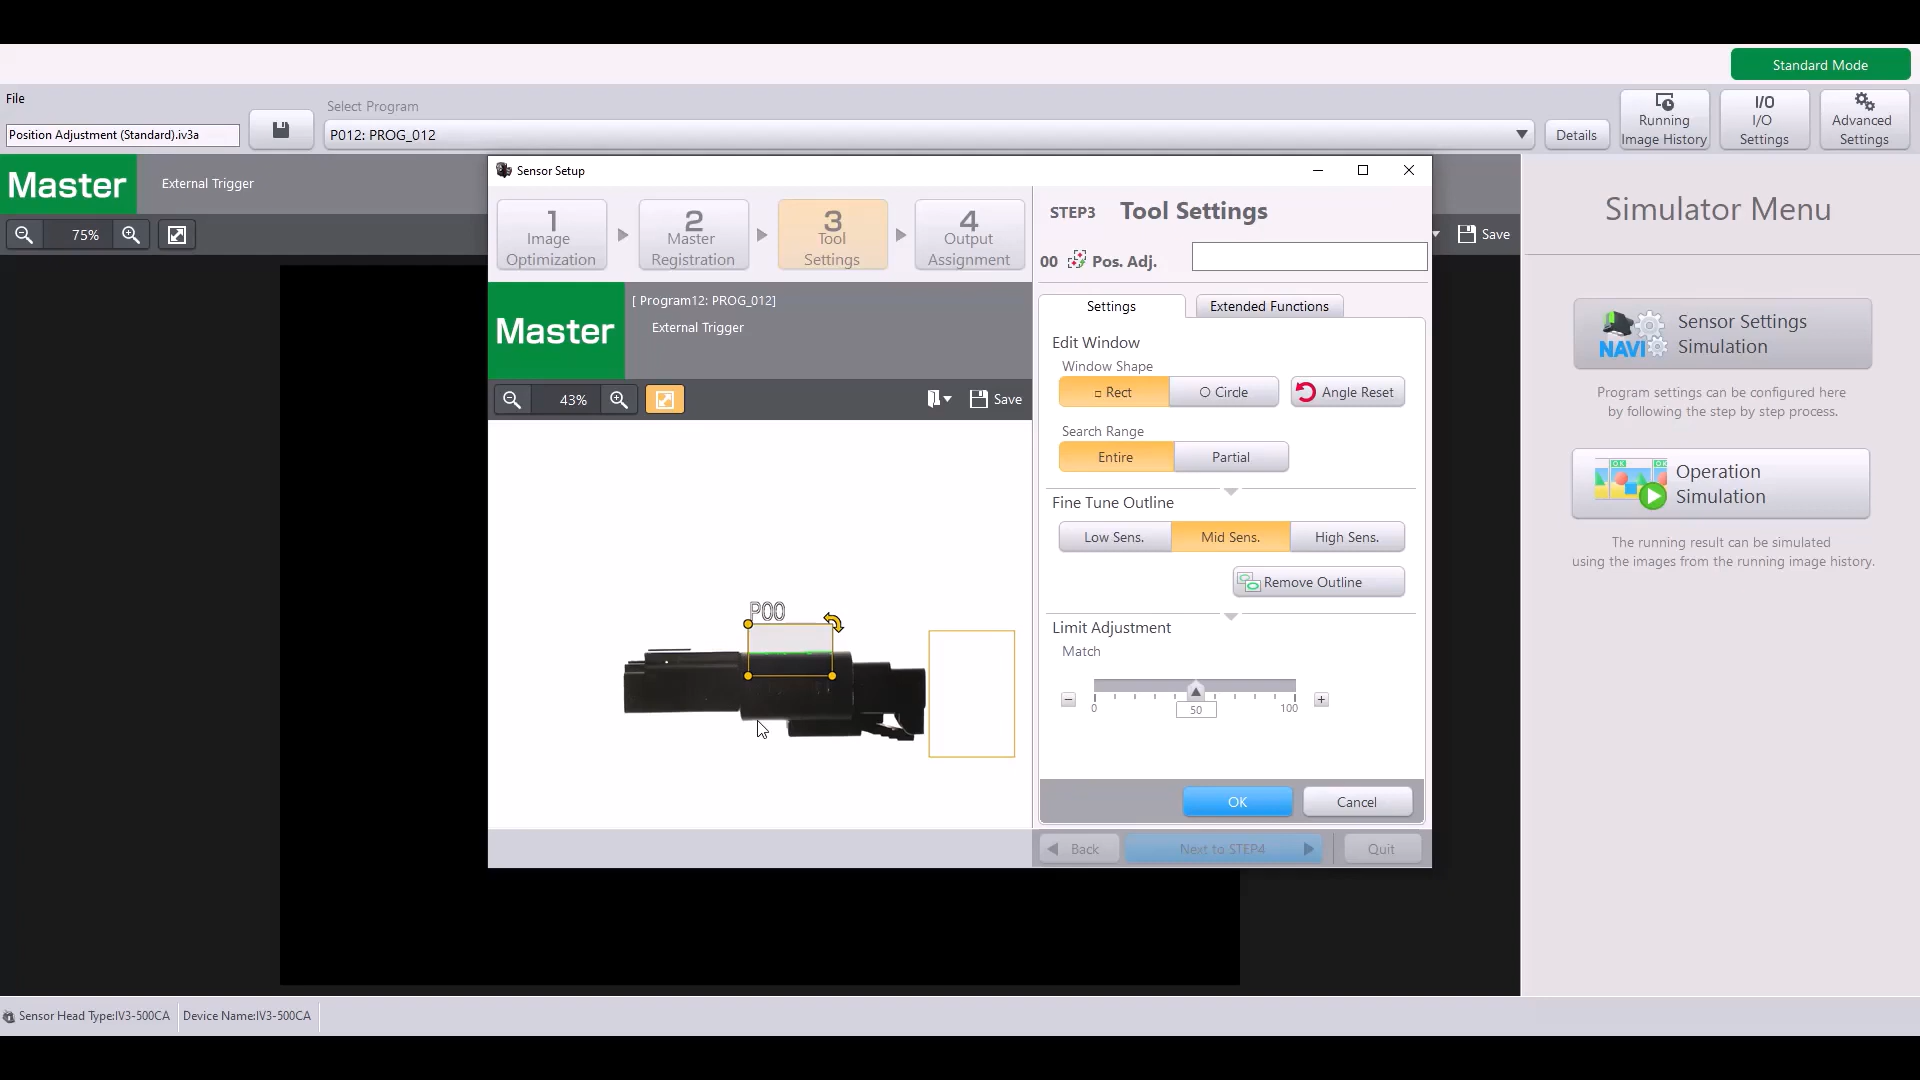 Standard Mode
File
Select Program
Position Adjustment (Standard).iv3a
P012: PROG_012
Details
Running
Image History
I/O
I/O
Settings
Advanced
Settings
Master
External Trigger
75%
Save
Sensor Setup
1
Image
Optimization
2
Master
Registration
3
Tool
Settings
4
Output
Assignment
Master
[ Program12: PROG_012]
External Trigger
43%
Save
P00
STEP3 Tool Settings
00 Pos. Adj.
Settings
Extended Functions
Edit Window
Window Shape
Rect
Circle
Angle Reset
Search Range
Entire
Partial
Fine Tune Outline
Low Sens.
Mid Sens.
High Sens.
Remove Outline
Limit Adjustment
Match
0
50
100
OK
Cancel
Back
Next to STEP4
Quit
Simulator Menu
NAVI
Sensor Settings
Simulation
Program settings can be configured here
by following the step by step process.
OK
OK
Operation
Simulation
The running result can be simulated
using the images from the running image history.
Sensor Head Type:IV3-500CA
Device Name:IV3-500CA